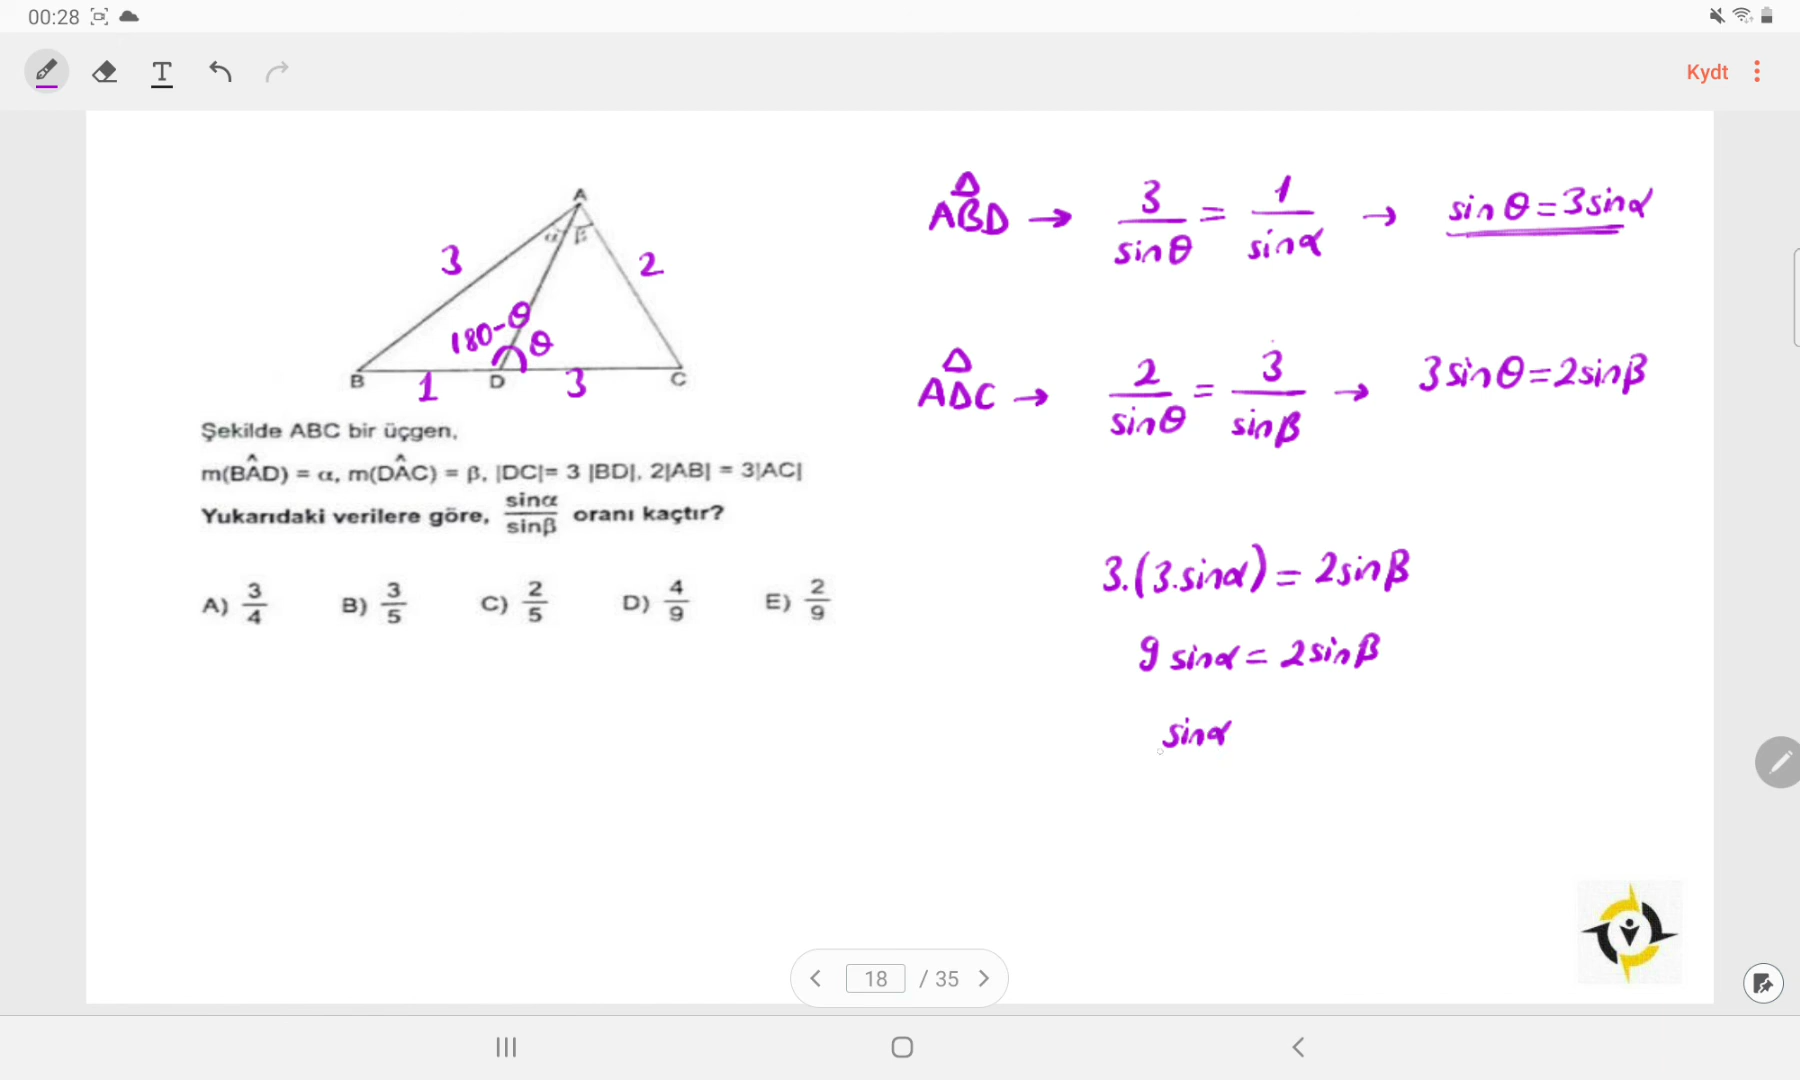 00:28
T
Kydt
A
α β
3
2
180-θ
θ
B
1
D
3
C
Şekilde ABC bir üçgen,
m(BÂD) = α, m(DÂC) = β, |DC|= 3 |BD|, 2|AB| = 3|AC|
Yukarıdaki verilere göre, sinα/sinβ oranı kaçtır?
A) 3/4 B) 3/5 C) 2/5 D) 4/9 E) 2/9
Δ
ABD → 3/sinθ = 1/sinα → sinθ=3sinα
Δ
ADC → 2/sinθ = 3/sinβ → 3sinθ=2sinβ
3.(3.sinα)= 2sinβ
9 sinα= 2sinβ
sinα
18 / 35